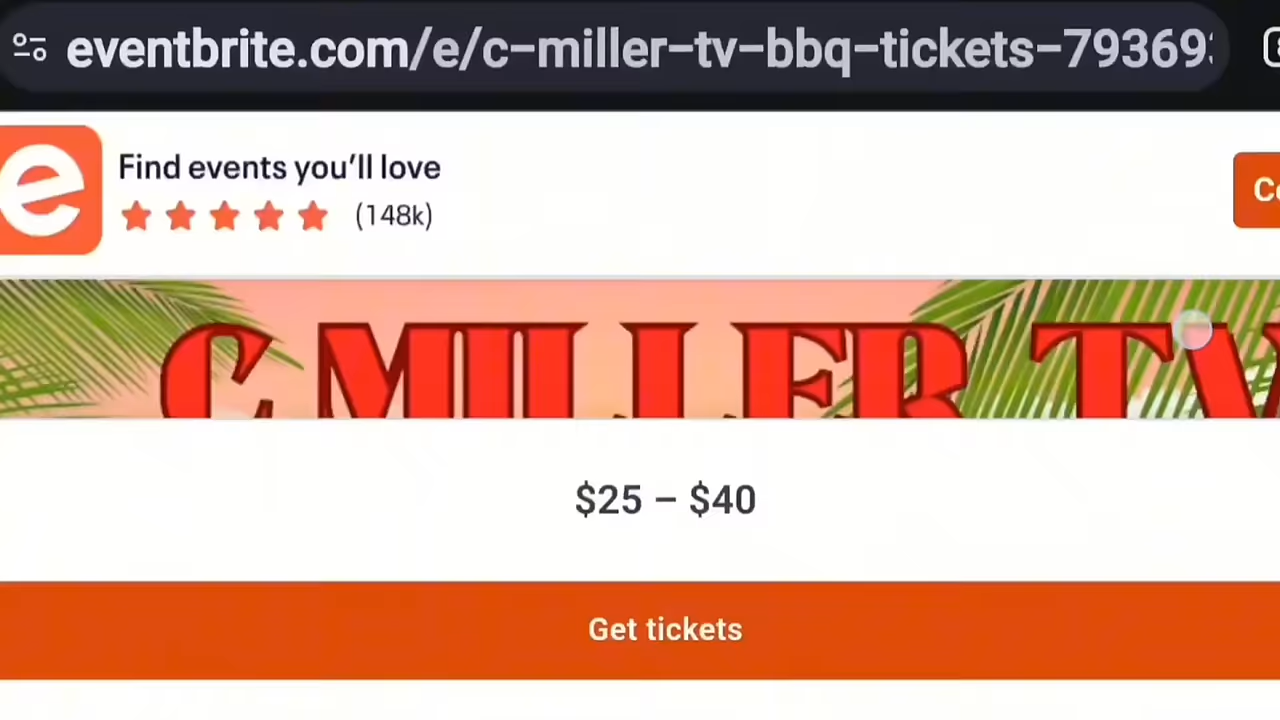 eventbrite.com/e/c-miller-tv-bbq-tickets-79369
e
Find events you'll love
(148k)
C MILLER TV
$25 – $40
Get tickets